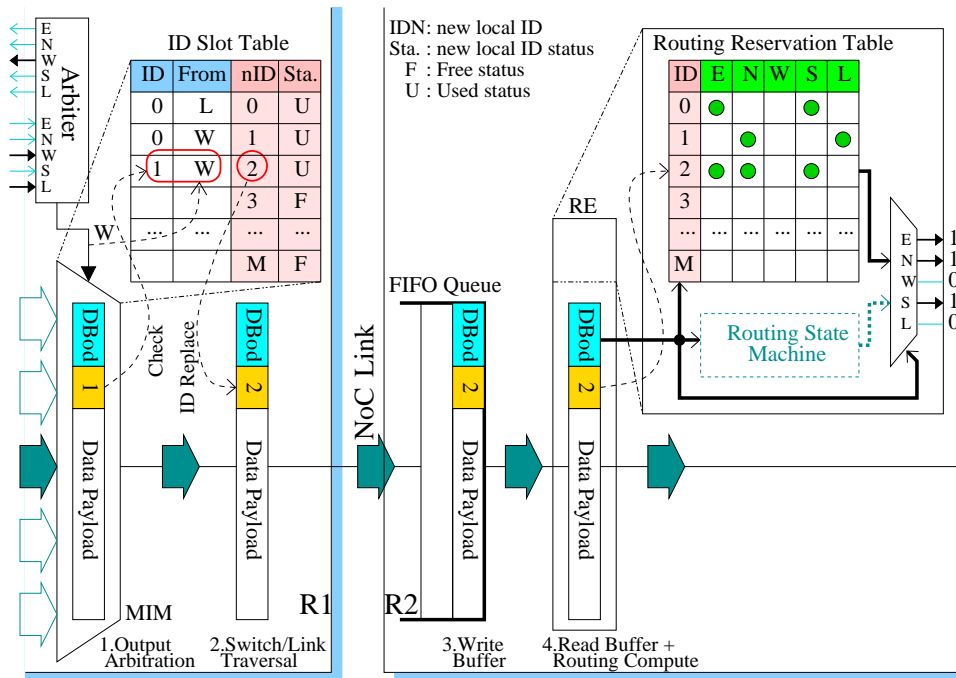 E
N
W
S
L
E
N
W
S
L
Arbiter
ID Slot Table
ID From nID Sta.
0 L 0 U
0 W 1 U
1 W 2 U
3 F
... ... ... ...
M F
W
IDN: new local ID
Sta. : new local ID status
F : Free status
U : Used status
Routing Reservation Table
ID E N W S L
0
1
2
3
... ... ... ... ... ...
M
RE
E 1
N 1
W 0
S 1
L 0
Routing State
Machine
FIFO Queue
DBod
1
Data Payload
Check
ID Replace
DBod
2
Data Payload
NoC Link
DBod
2
Data Payload
DBod
2
Data Payload
MIM
R1
R2
1.Output
Arbitration
2.Switch/Link
Traversal
3.Write
Buffer
4.Read Buffer +
Routing Compute